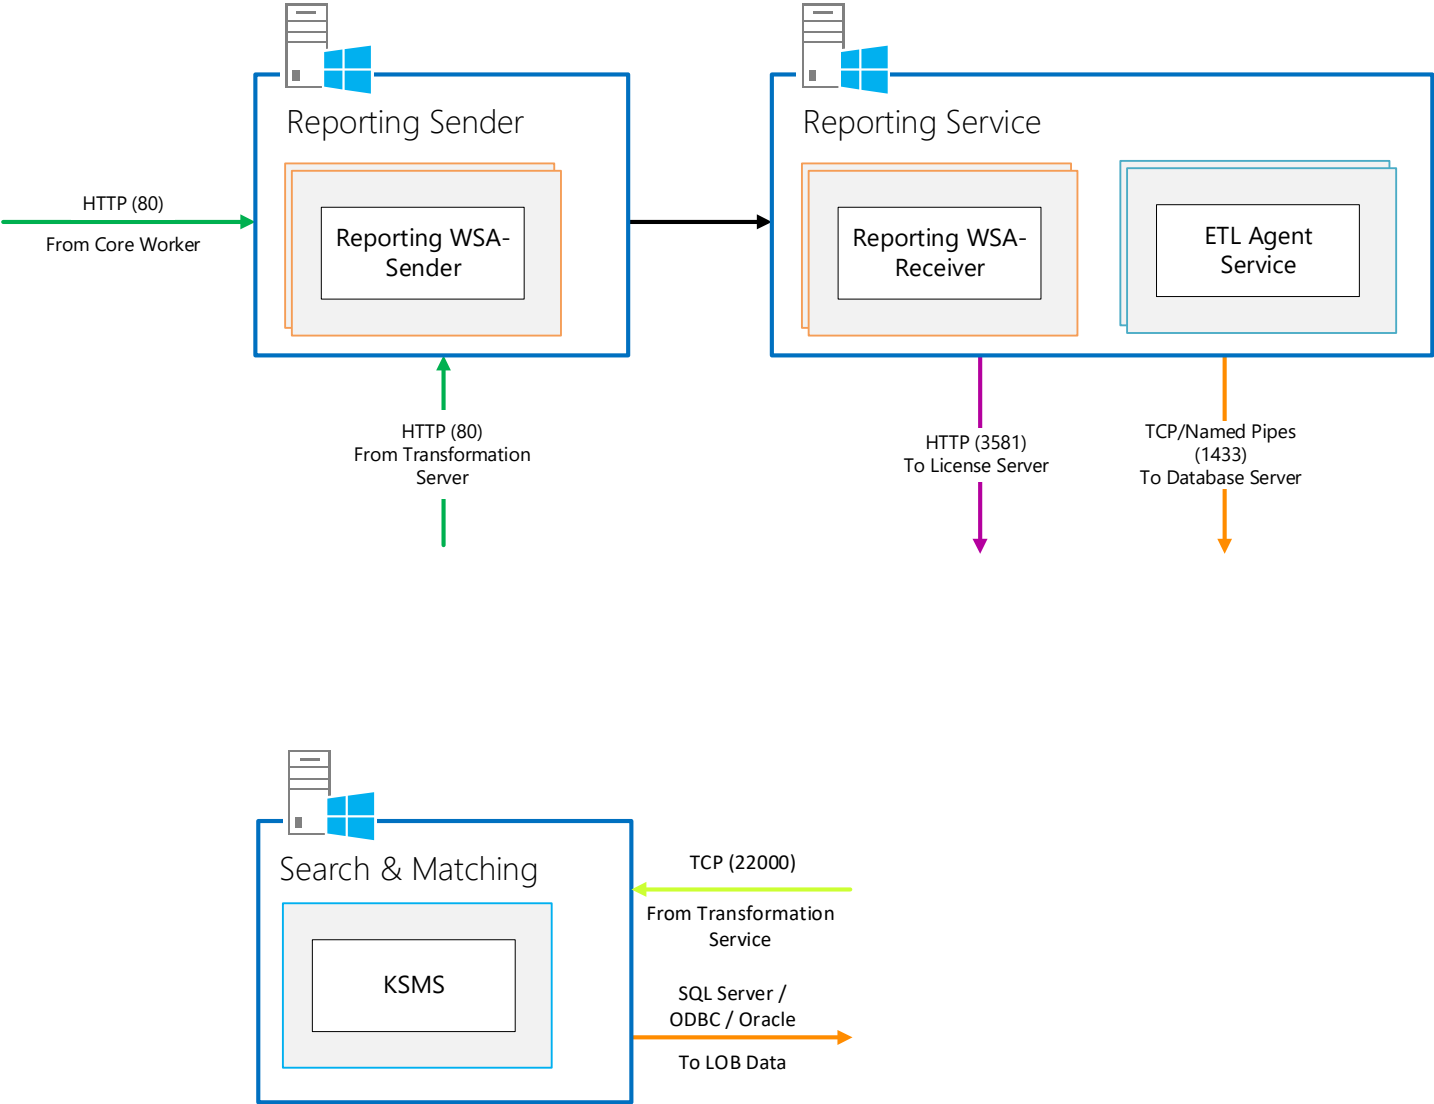 Reporting Sender
Reporting Service
HTTP (80)
From Core Worker
Reporting WSA-
Sender
Reporting WSA-
Receiver
ETL Agent
Service
HTTP (80)
From Transformation
Server
HTTP (3581)
To License Server
TCP/Named Pipes
(1433)
To Database Server
Search & Matching
KSMS
TCP (22000)
From Transformation
Service
SQL Server /
ODBC / Oracle
To LOB Data